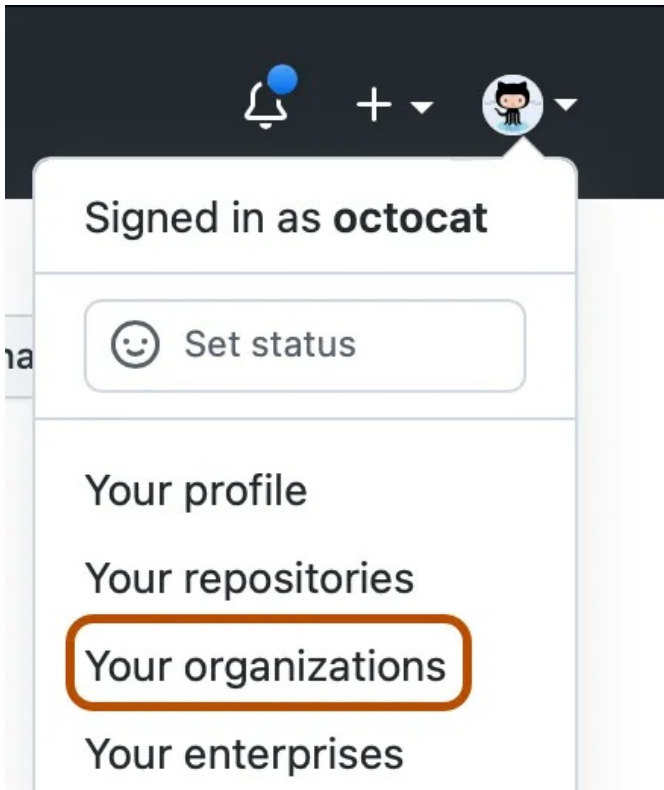 Signed in as octocat
Set status
Your profile
Your repositories
Your organizations
Your enterprises